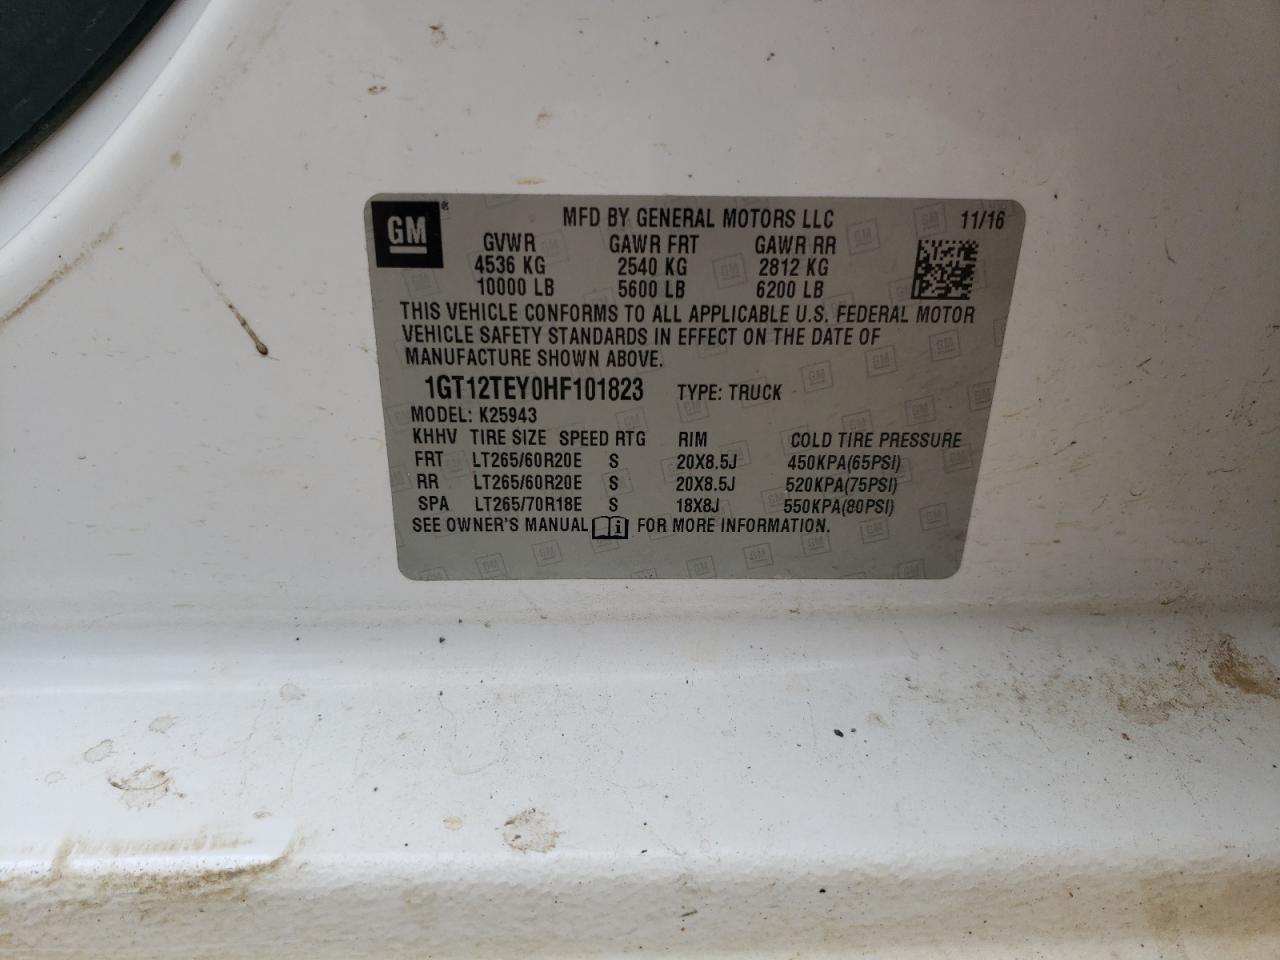 GM® MFD BY GENERAL MOTORS LLC 11/16
GVWR GAWR FRT GAWR RR
4536 KG 2540 KG 2812 KG
10000 LB 5600 LB 6200 LB
THIS VEHICLE CONFORMS TO ALL APPLICABLE U.S. FEDERAL MOTOR
VEHICLE SAFETY STANDARDS IN EFFECT ON THE DATE OF
MANUFACTURE SHOWN ABOVE.
1GT12TEY0HF101823 TYPE: TRUCK
MODEL: K25943
KHHV TIRE SIZE SPEED RTG RIM COLD TIRE PRESSURE
FRT LT265/60R20E S 20X8.5J 450KPA(65PSI)
RR LT265/60R20E S 20X8.5J 520KPA(75PSI)
SPA LT265/70R18E S 18X8J 550KPA(80PSI)
SEE OWNER'S MANUAL i FOR MORE INFORMATION.